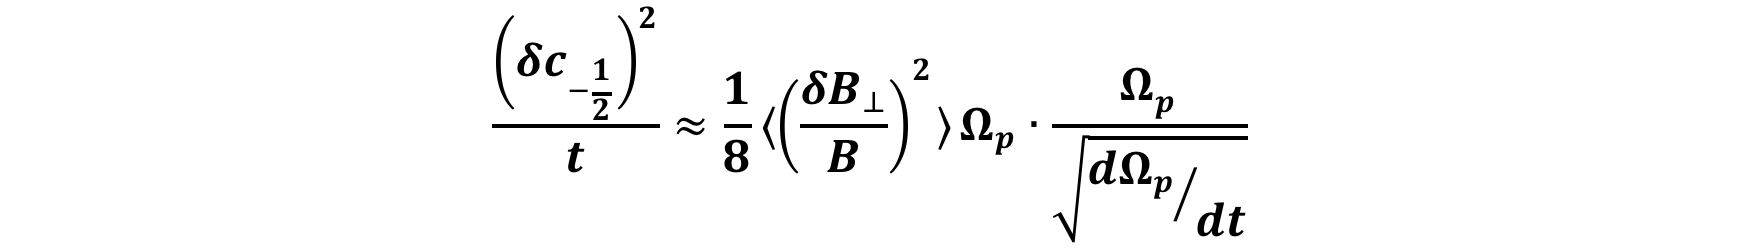 (δc_{-1/2})² / t ≈ 1/8 ⟨(δB_⊥ / B)²⟩ Ω_p · Ω_p / √(dΩ_p/dt)